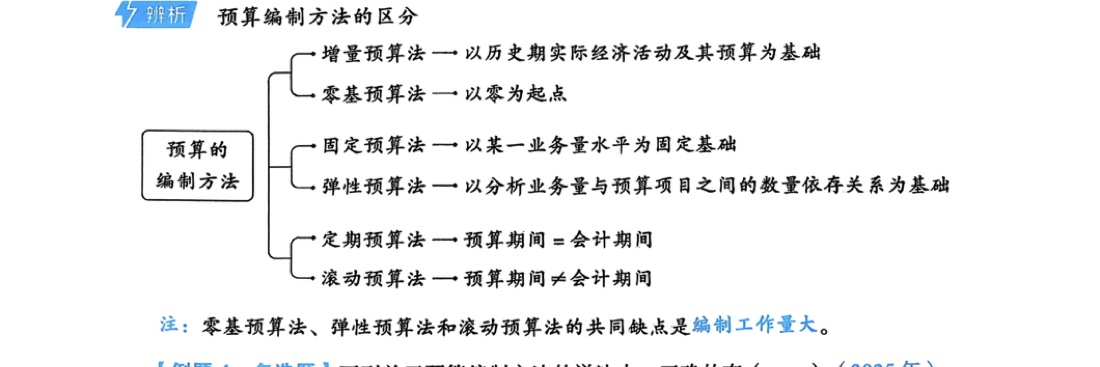 辨析 预算编制方法的区分
增量预算法 → 以历史期实际经济活动及其预算为基础
零基预算法 → 以零为起点
预算的
编制方法
固定预算法 → 以某一业务量水平为固定基础
弹性预算法 → 以分析业务量与预算项目之间的数量依存关系为基础
定期预算法 → 预算期间=会计期间
滚动预算法 → 预算期间≠会计期间
注：零基预算法、弹性预算法和滚动预算法的共同缺点是编制工作量大。